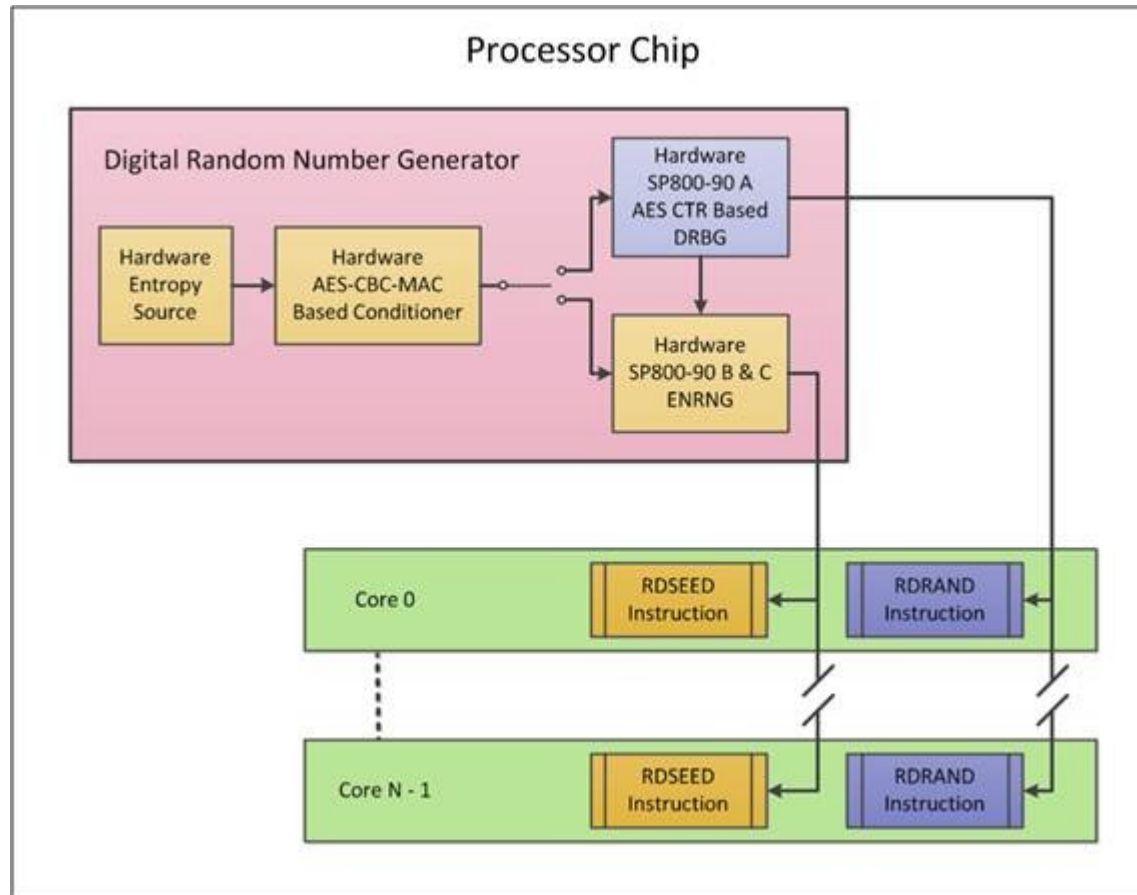 Processor Chip
Digital Random Number Generator
Hardware
Entropy
Source
Hardware
AES-CBC-MAC
Based Conditioner
Hardware
SP800-90 A
AES CTR Based
DRBG
Hardware
SP800-90 B & C
ENRNG
Core 0
RDSEED
Instruction
RDRAND
Instruction
Core N - 1
RDSEED
Instruction
RDRAND
Instruction